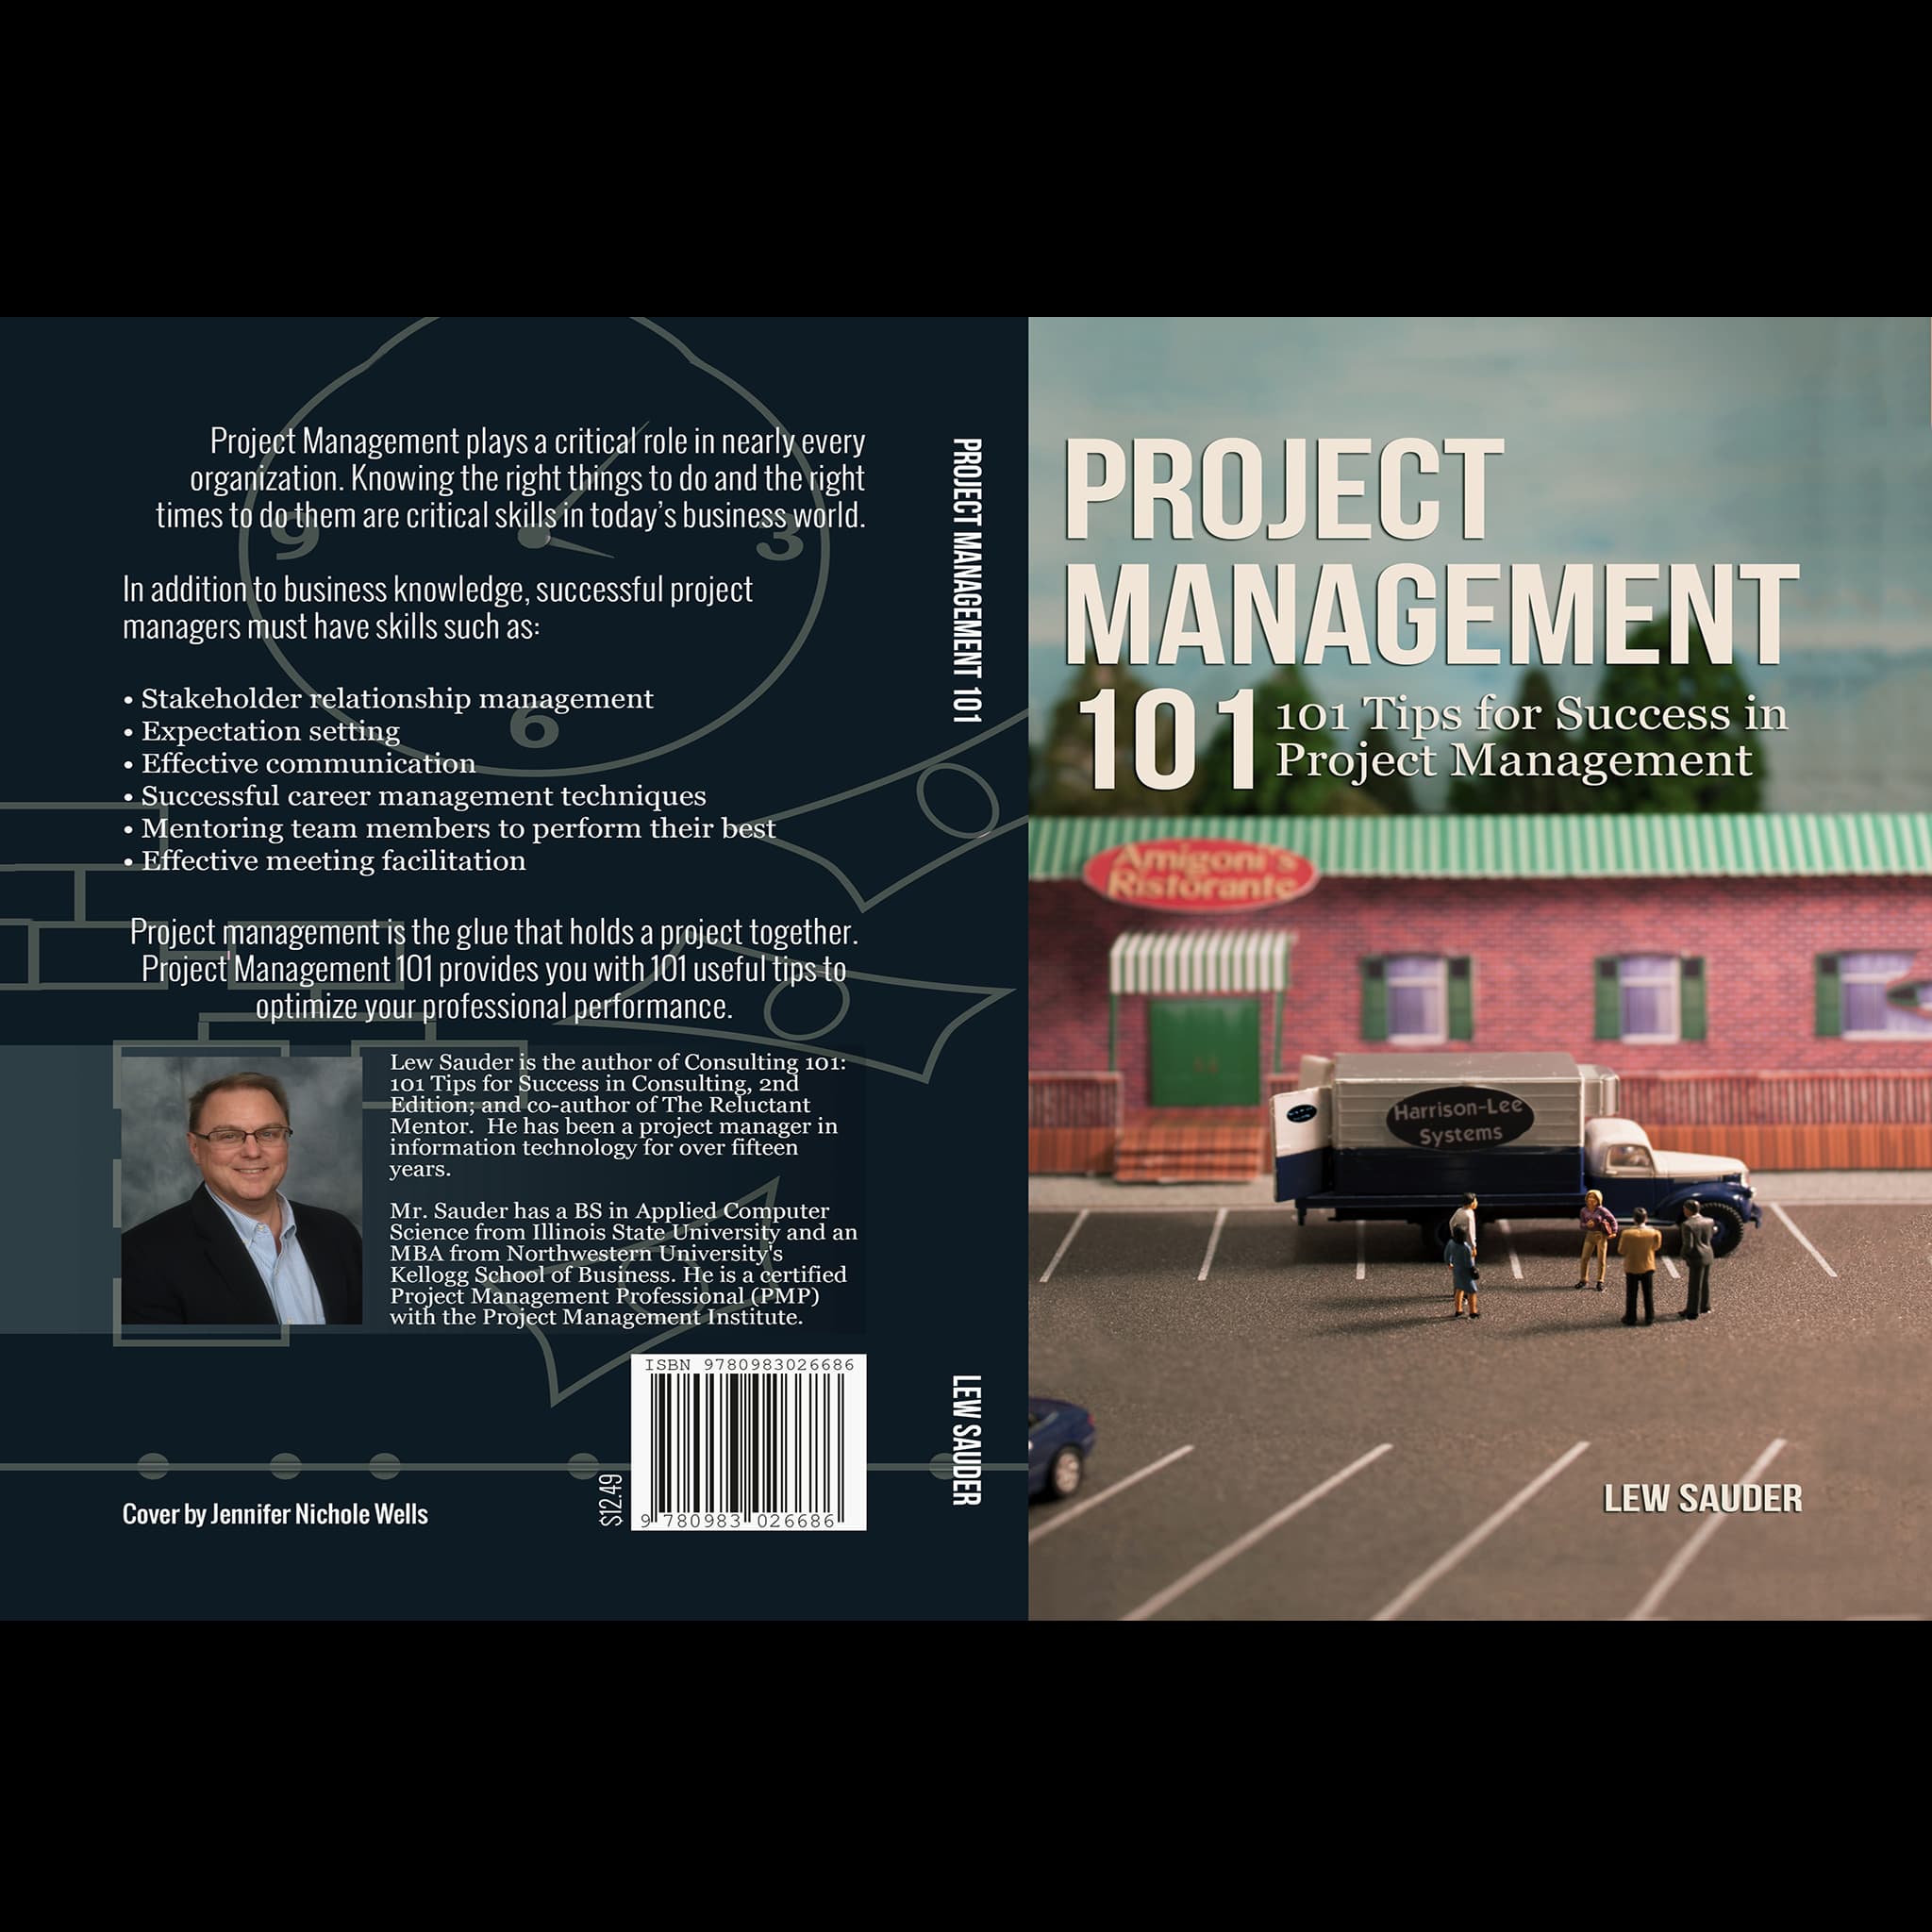 Project Management plays a critical role in nearly every
organization. Knowing the right things to do and the right
times to do them are critical skills in today’s business world.
In addition to business knowledge, successful project
managers must have skills such as:
• Stakeholder relationship management
• Expectation setting
• Effective communication
• Successful career management techniques
• Mentoring team members to perform their best
• Effective meeting facilitation
Project management is the glue that holds a project together.
Project Management 101 provides you with 101 useful tips to
optimize your professional performance.
Lew Sauder is the author of Consulting 101:
101 Tips for Success in Consulting, 2nd
Edition; and co-author of The Reluctant
Mentor.  He has been a project manager in
information technology for over fifteen
years.
Mr. Sauder has a BS in Applied Computer
Science from Illinois State University and an
MBA from Northwestern University's
Kellogg School of Business. He is a certified
Project Management Professional (PMP)
with the Project Management Institute.
ISBN 9780983026686
9 780983 026686
$12.49
Cover by Jennifer Nichole Wells
9
3
6
PROJECT MANAGEMENT 101
LEW SAUDER
PROJECT
MANAGEMENT
101
101 Tips for Success in
Project Management
Amigoni's
Ristorante
Harrison-Lee
Systems
LEW SAUDER